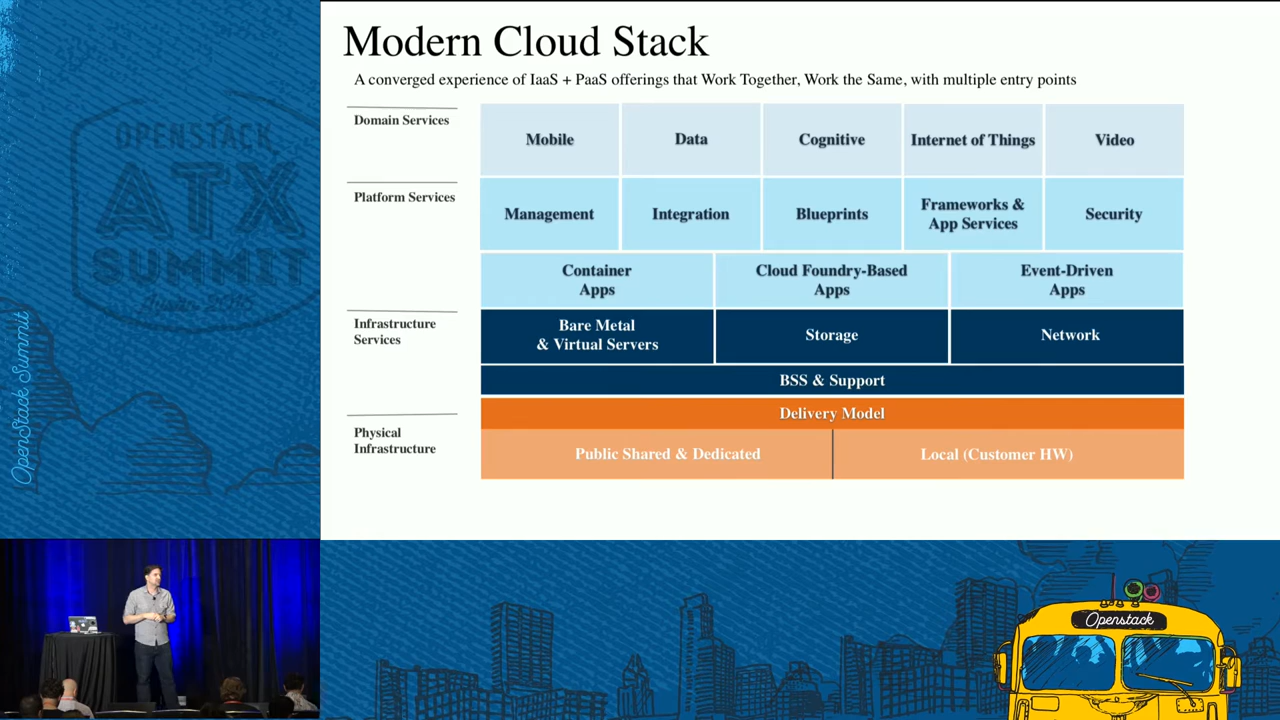 Modern Cloud Stack
A converged experience of IaaS + PaaS offerings that Work Together, Work the Same, with multiple entry points
Domain Services
Mobile
Data
Cognitive
Internet of Things
Video
Platform Services
Management
Integration
Blueprints
Frameworks &
App Services
Security
Container
Apps
Cloud Foundry-Based
Apps
Event-Driven
Apps
Infrastructure
Services
Bare Metal
& Virtual Servers
Storage
Network
BSS & Support
Physical
Infrastructure
Delivery Model
Public Shared & Dedicated
Local (Customer HW)
OPENSTACK
ATX
SUMMIT
OpenStack Summit
Openstack